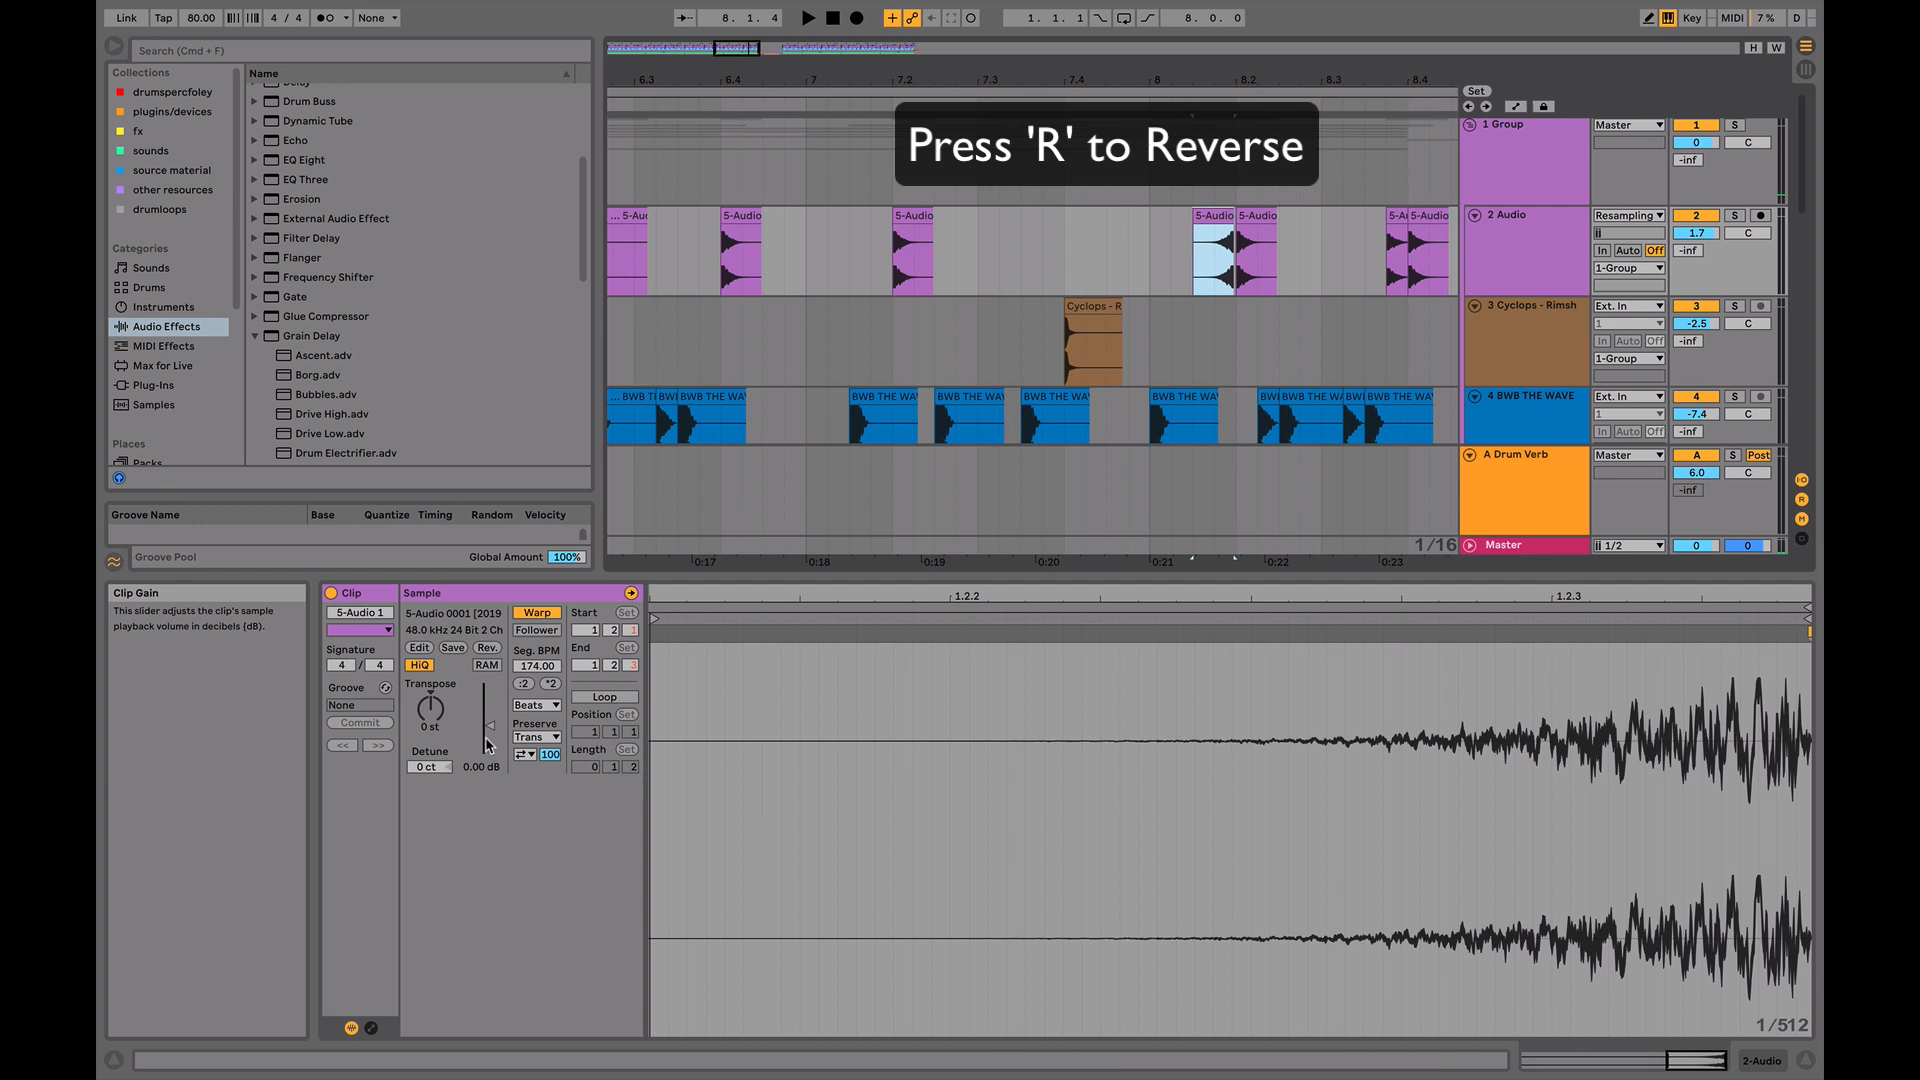 Link Tap 80.00 4 / 4 None 8. 1. 4 1. 1. 1 8. 0. 0 Key MIDI 7 % D
Search (Cmd + F)
H W
Collections
drumspercfoley
plugins/devices
fx
sounds
source material
other resources
drumloops
Categories
Sounds
Drums
Instruments
Audio Effects
MIDI Effects
Max for Live
Plug-Ins
Samples
Places
Packs
Name
Delay
Drum Buss
Dynamic Tube
Echo
EQ Eight
EQ Three
Erosion
External Audio Effect
Filter Delay
Flanger
Frequency Shifter
Gate
Glue Compressor
Grain Delay
Ascent.adv
Borg.adv
Bubbles.adv
Drive High.adv
Drive Low.adv
Drum Electrifier.adv
Groove Name Base Quantize Timing Random Velocity
Groove Pool Global Amount 100%
6.3 6.4 7 7.2 7.3 7.4 8 8.2 8.3 8.4
Set
Press 'R' to Reverse
1 Group Master 1 S
0 C
-inf
... 5-Au 5-Audio 5-Audio 5-Audio 5-Audio 5-A 5-Audio
2 Audio Resampling 2 S
ii 1.7 C
In Auto Off -inf
1-Group
Cyclops - R
3 Cyclops - Rimsh Ext. In 3 S
1 -2.5 C
In Auto Off -inf
1-Group
... BWB T BW BWB THE WAV BWB THE WAV BWB THE WAV BWB THE WAV BWB THE WAV BW BWB THE WAV BW BWB THE WAV
4 BWB THE WAVE Ext. In 4 S
1 -7.4 C
In Auto Off -inf
A Drum Verb Master A S Post
6.0 C
-inf
1/16 Master ii 1/2 0 0
0:17 0:18 0:19 0:20 0:21 0:22 0:23
I·O
R
M
D
Clip Gain
This slider adjusts the clip's sample
playback volume in decibels (dB).
Clip
5-Audio 1
Signature
4 / 4
Groove
None
Commit
<< >>
Sample
5-Audio 0001 [2019
48.0 kHz 24 Bit 2 Ch
Edit Save Rev.
HiQ RAM
Transpose
0 st
Detune
0 ct 0.00 dB
Warp
Follower
Seg. BPM
174.00
:2 *2
Beats
Preserve
Trans
100
Start Set
1 2 1
End Set
1 2 3
Loop
Position Set
1 1 1
Length Set
0 1 2
1.2.2 1.2.3
1/512
2-Audio